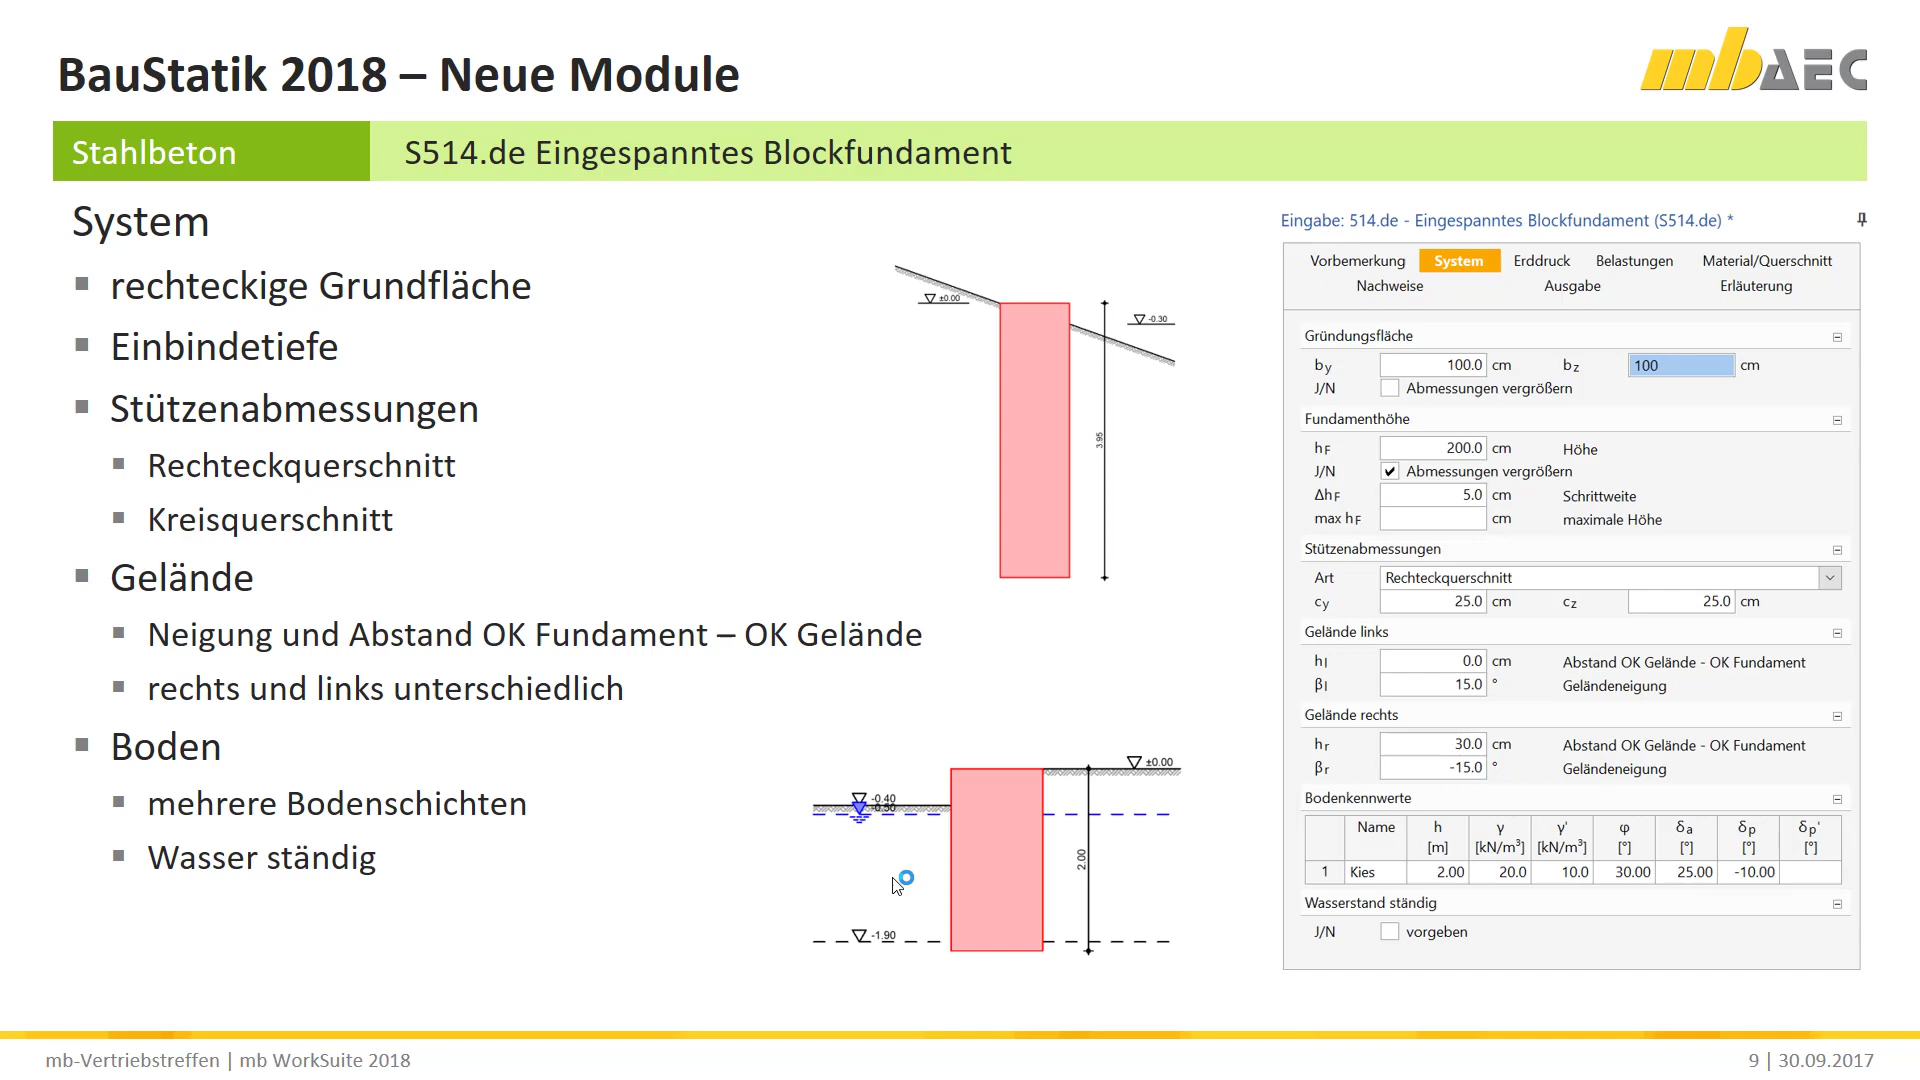 BauStatik 2018 – Neue Module
mbAEC
Stahlbeton S514.de Eingespanntes Blockfundament
System
rechteckige Grundfläche
Einbindetiefe
Stützenabmessungen
Rechteckquerschnitt
Kreisquerschnitt
Gelände
Neigung und Abstand OK Fundament – OK Gelände
rechts und links unterschiedlich
Boden
mehrere Bodenschichten
Wasser ständig
±0.00
-0.30
3.95
±0.00
-0.40
-0.50
2.00
-1.90
Eingabe: 514.de - Eingespanntes Blockfundament (S514.de) *
Vorbemerkung System Erddruck Belastungen Material/Querschnitt
Nachweise Ausgabe Erläuterung
Gründungsfläche
by 100.0 cm bz 100 cm
J/N Abmessungen vergrößern
Fundamenthöhe
hF 200.0 cm Höhe
J/N Abmessungen vergrößern
ΔhF 5.0 cm Schrittweite
max hF cm maximale Höhe
Stützenabmessungen
Art Rechteckquerschnitt
cy 25.0 cm cz 25.0 cm
Gelände links
hl 0.0 cm Abstand OK Gelände - OK Fundament
βl 15.0 ° Geländeneigung
Gelände rechts
hr 30.0 cm Abstand OK Gelände - OK Fundament
βr -15.0 ° Geländeneigung
Bodenkennwerte
Name h γ γ' φ δa δp δp'
[m] [kN/m³] [kN/m³] [°] [°] [°] [°]
1 Kies 2.00 20.0 10.0 30.00 25.00 -10.00
Wasserstand ständig
J/N vorgeben
mb-Vertriebstreffen | mb WorkSuite 2018
9 | 30.09.2017